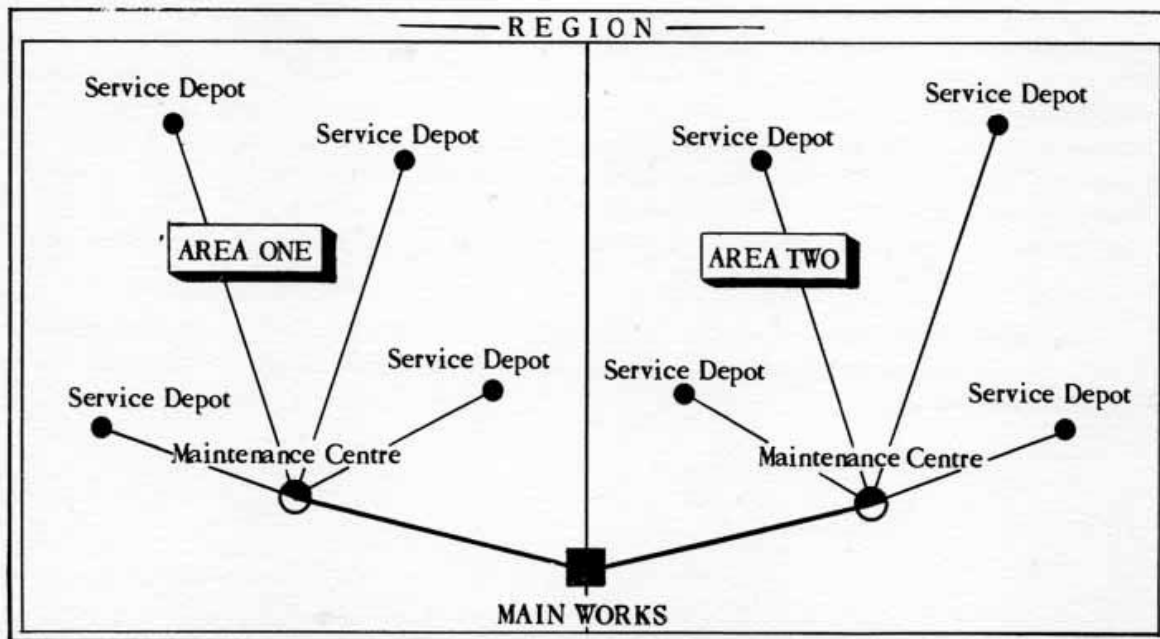 REGION
Service Depot
Service Depot
AREA ONE
Service Depot
Service Depot
Maintenance Centre
Service Depot
Service Depot
AREA TWO
Service Depot
Service Depot
Maintenance Centre
MAIN WORKS